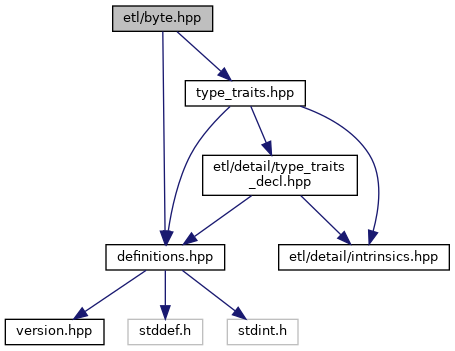 etl/byte.hpp
type_traits.hpp
etl/detail/type_traits
_decl.hpp
definitions.hpp
etl/detail/intrinsics.hpp
version.hpp
stddef.h
stdint.h